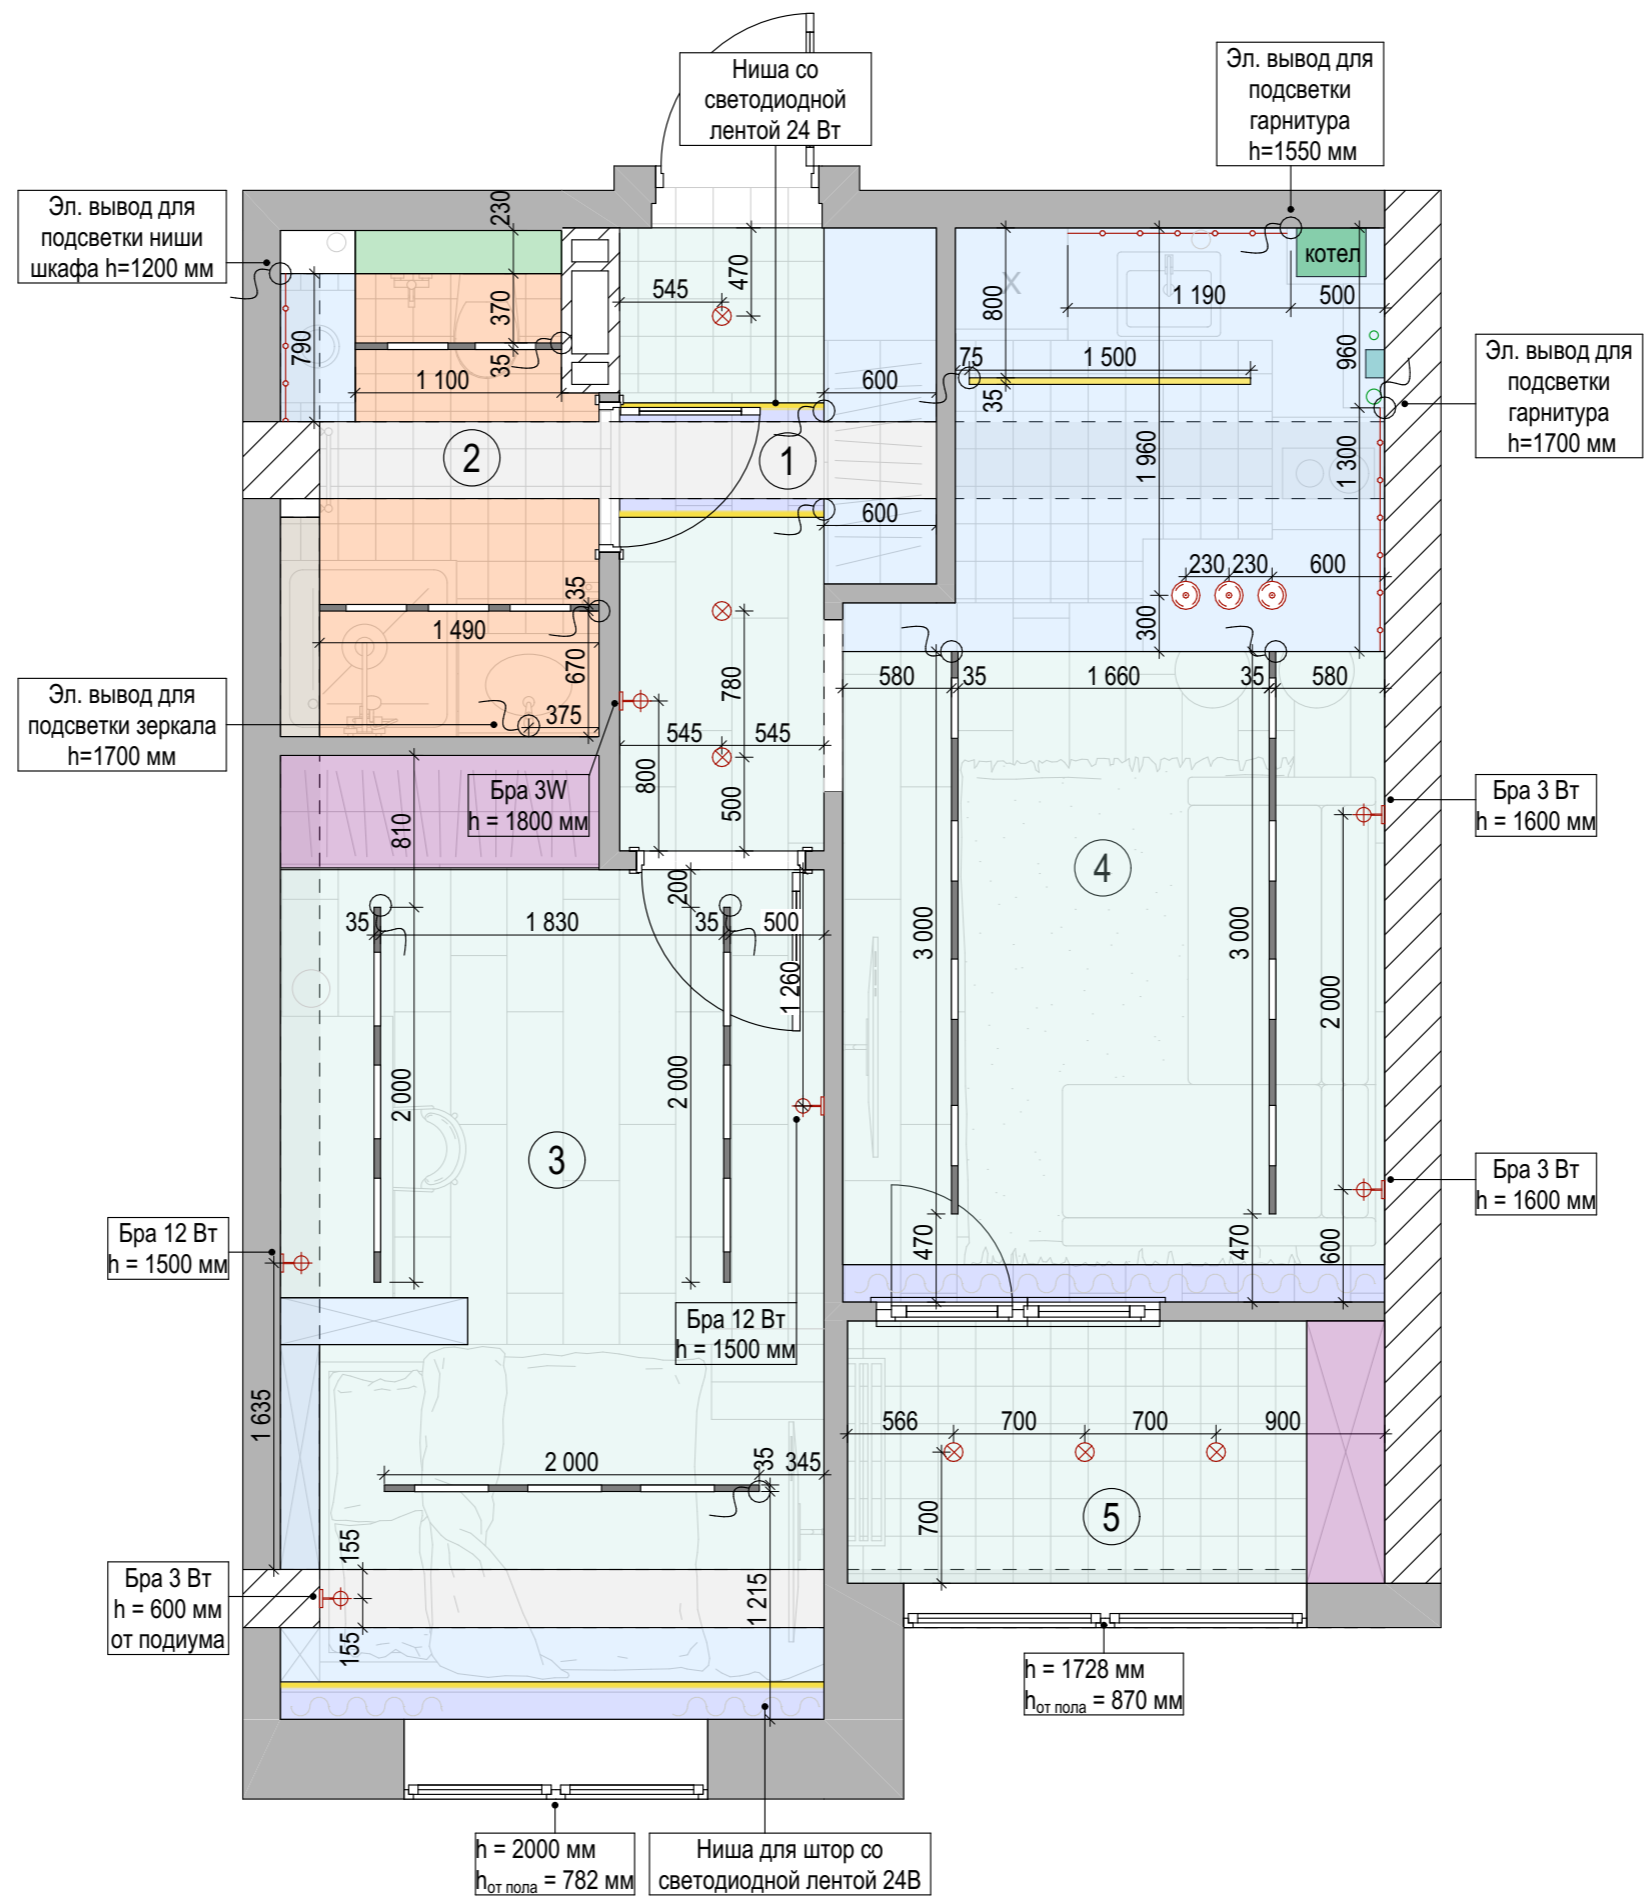 Ниша со
светодиодной
лентой 24 Вт
Эл. вывод для
подсветки
гарнитура
h=1550 мм
Эл. вывод для
подсветки ниши
шкафа h=1200 мм
230
470
545
800
котел
1 190
500
370
790
35
1 100
600
75
1 500
35
960
Эл. вывод для
подсветки
гарнитура
h=1700 мм
2
1
1 960
1 300
600
35
230
230
600
1 490
670
300
780
580
35
1 660
35
580
Эл. вывод для
подсветки зеркала
h=1700 мм
375
545
545
800
Бра 3W
h = 1800 мм
500
810
Бра 3 Вт
h = 1600 мм
4
200
35
1 830
35
500
3 000
3 000
1 260
2 000
2 000
2 000
3
Бра 3 Вт
h = 1600 мм
Бра 12 Вт
h = 1500 мм
470
470
600
Бра 12 Вт
h = 1500 мм
1 635
566
700
700
900
2 000
35
345
700
5
155
Бра 3 Вт
h = 600 мм
от подиума
1 215
155
h = 1728 мм
hот пола = 870 мм
h = 2000 мм
hот пола = 782 мм
Ниша для штор со
светодиодной лентой 24В